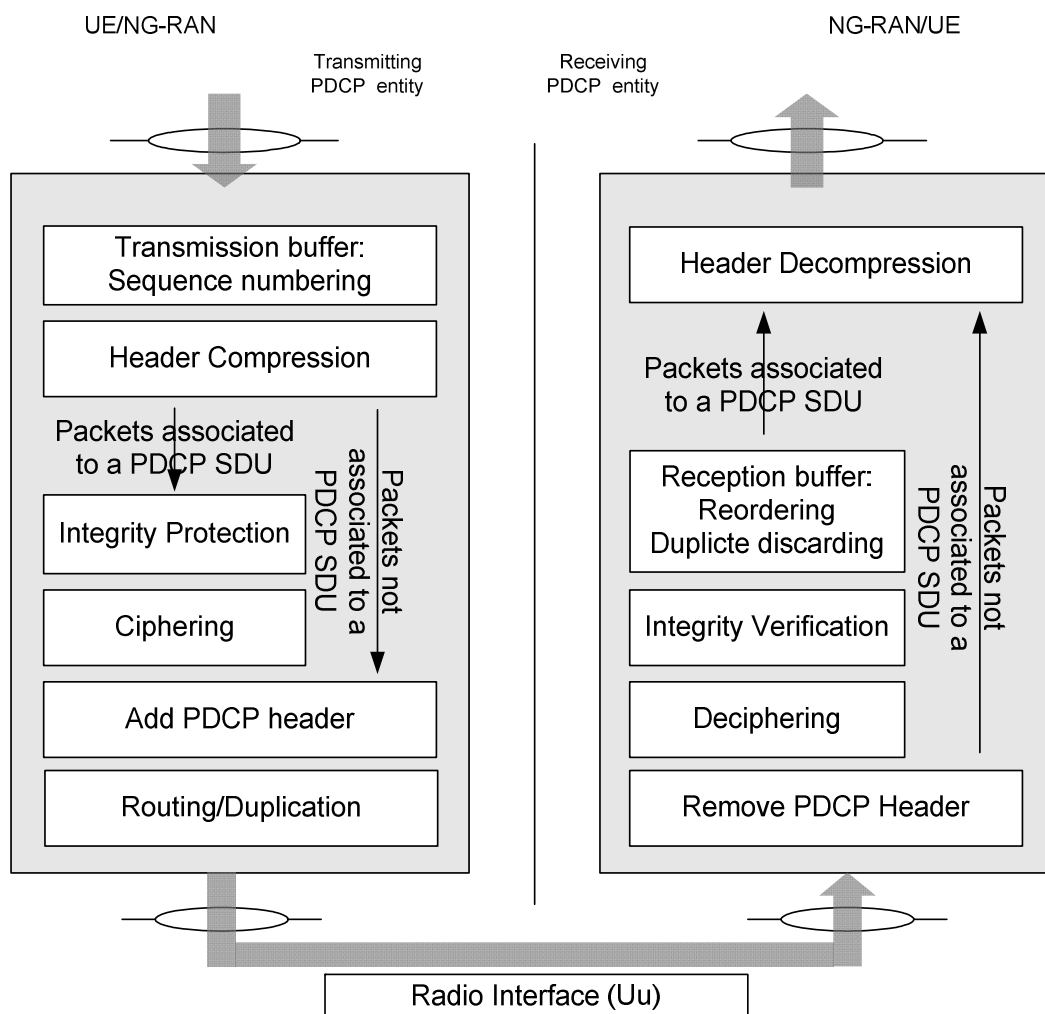 UE/NG-RAN
NG-RAN/UE
Transmitting
PDCP entity
Receiving
PDCP entity
Transmission buffer:
Sequence numbering
Header Compression
Packets associated
to a PDCP SDU
Packets not
associated to a
PDCP SDU
Integrity Protection
Ciphering
Add PDCP header
Routing/Duplication
Header Decompression
Packets associated
to a PDCP SDU
Reception buffer:
Reordering
Duplicte discarding
Packets not
associated to a
PDCP SDU
Integrity Verification
Deciphering
Remove PDCP Header
Radio Interface (Uu)